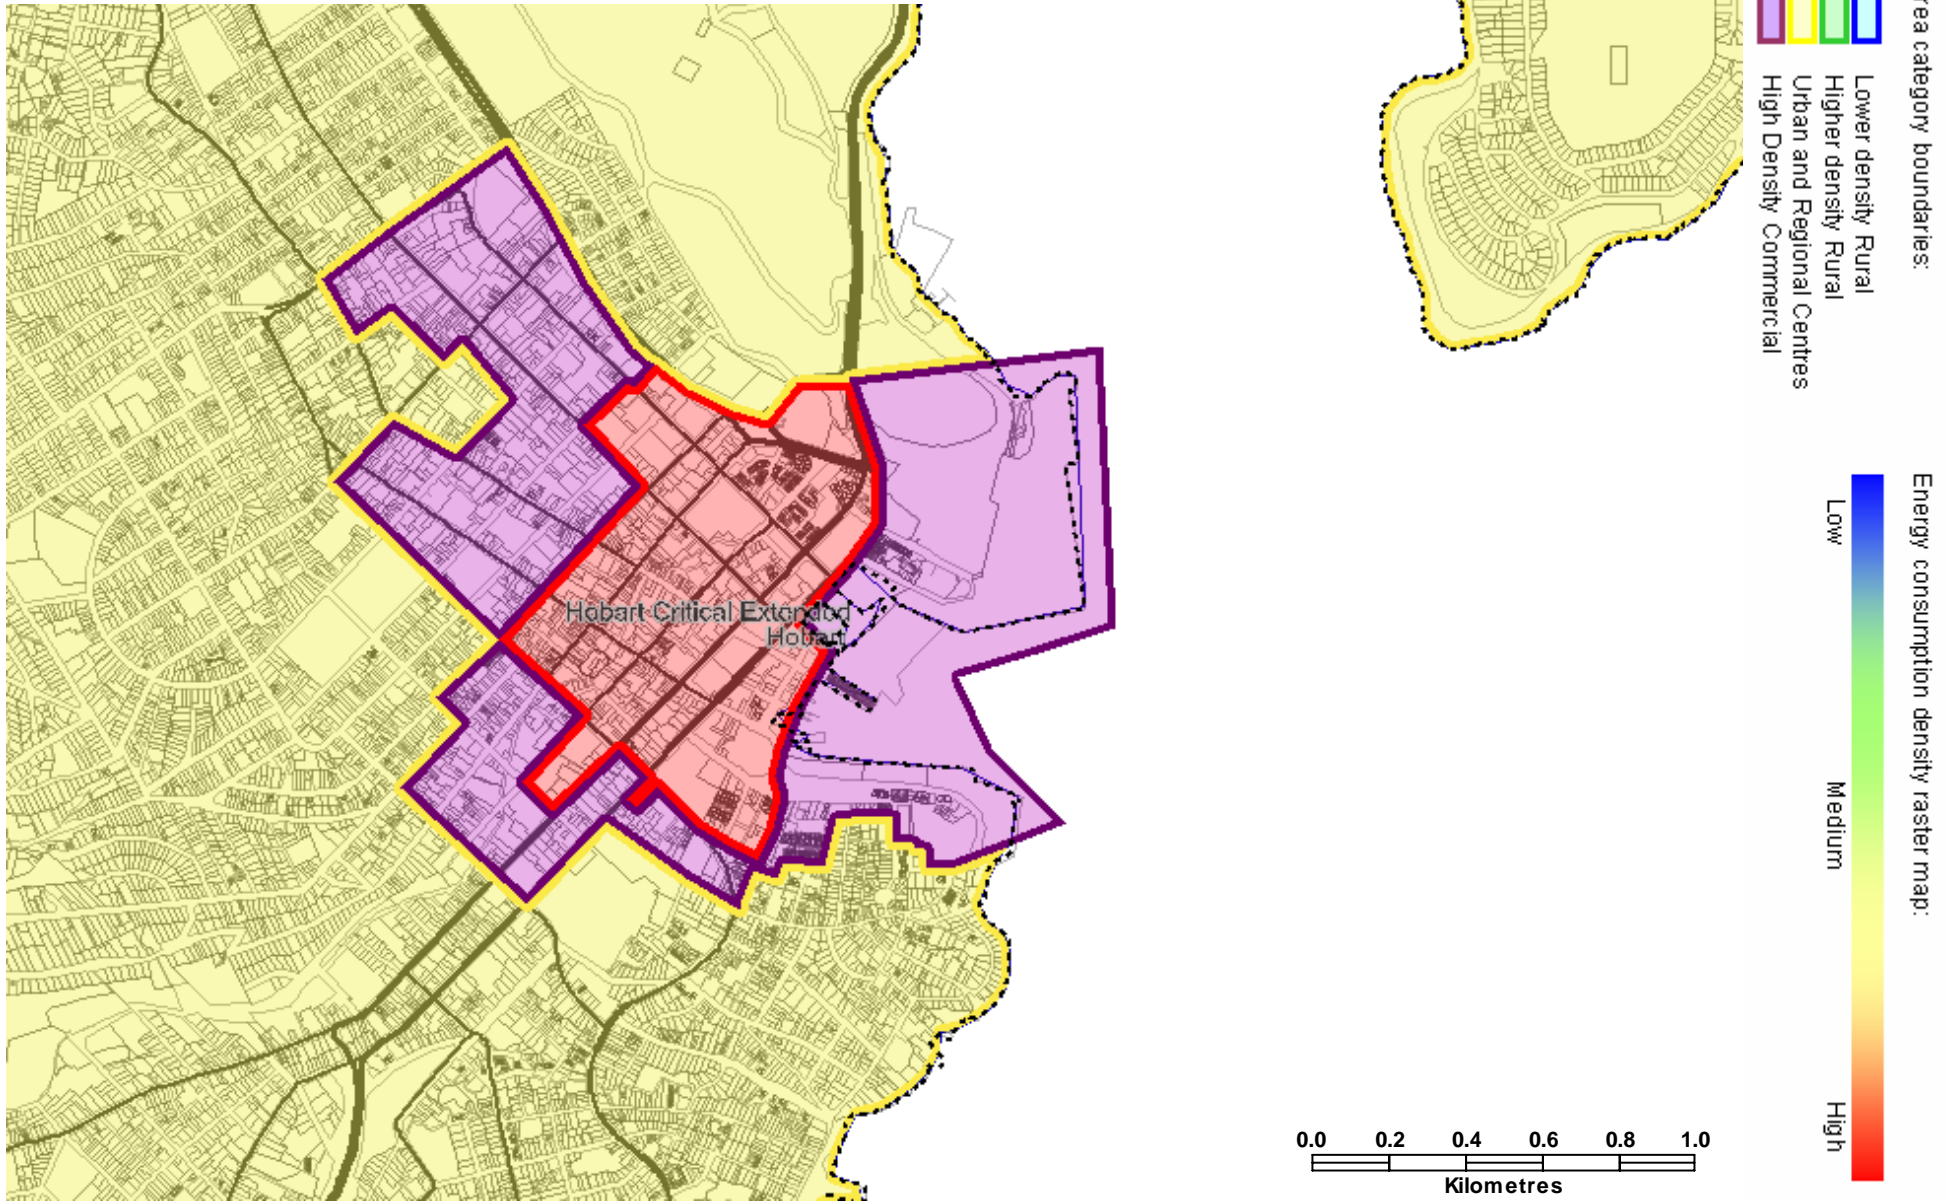 rea category boundaries:
Lower density Rural
Higher density Rural
Urban and Regional Centres
High Density Commercial
Energy consumption density raster map:
Low
Medium
High
Hobart Critical Extended
Hobart
0.0 0.2 0.4 0.6 0.8 1.0
Kilometres